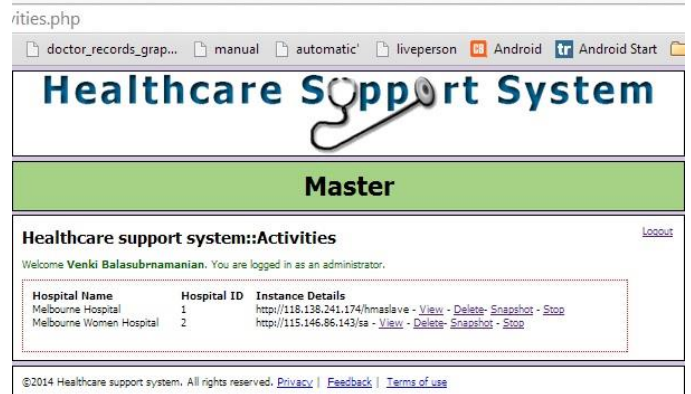 vities.php
doctor_records_grap... manual automatic' liveperson Android Android Start
Healthcare Support System
Master
Healthcare support system::Activities Logout
Welcome Venki Balasubrnamanian. You are logged in as an administrator.
Hospital Name Hospital ID Instance Details
Melbourne Hospital 1 http://118.138.241.174/hmaslave - View - Delete- Snapshot - Stop
Melbourne Women Hospital 2 http://115.146.86.143/sa - View - Delete- Snapshot - Stop
©2014 Healthcare support system. All rights reserved. Privacy | Feedback | Terms of use